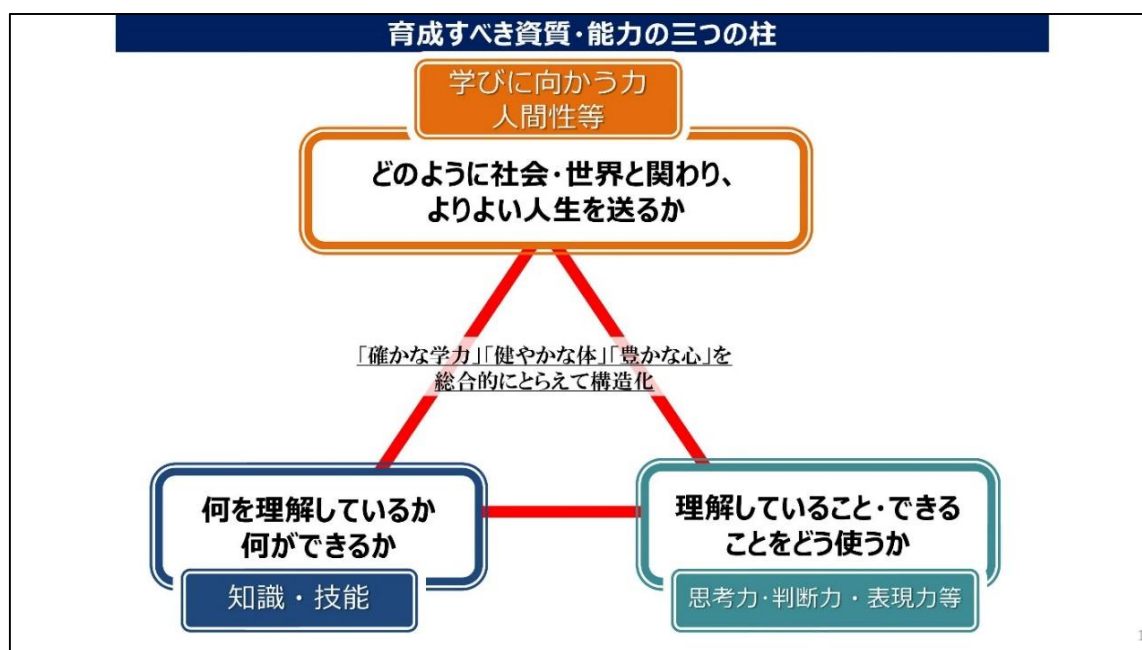 育成すべき資質・能力の三つの柱
学びに向かう力
人間性等
どのように社会・世界と関わり、
よりよい人生を送るか
「確かな学力」「健やかな体」「豊かな心」を
総合的にとらえて構造化
何を理解しているか
何ができるか
知識・技能
理解していること・できる
ことをどう使うか
思考力・判断力・表現力等
1